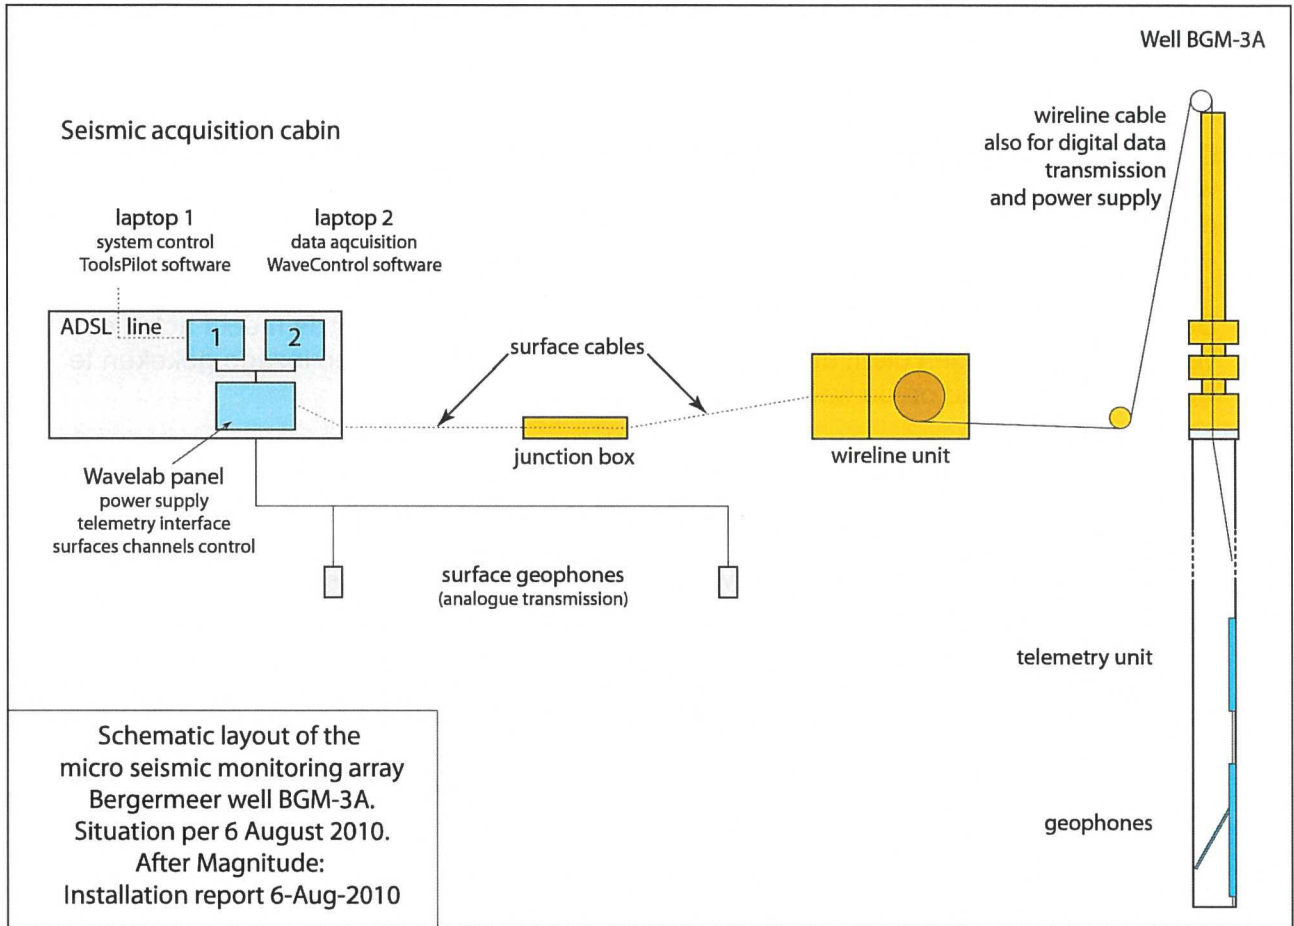 Well BGM-3A
wireline cable
also for digital data
transmission
and power supply
Seismic acquisition cabin
laptop 1
system control
ToolsPilot software
laptop 2
data aqcuisition
WaveControl software
ADSL line
1
2
surface cables
junction box
wireline unit
Wavelab panel
power supply
telemetry interface
surfaces channels control
surface geophones
(analogue transmission)
telemetry unit
geophones
Schematic layout of the
micro seismic monitoring array
Bergermeer well BGM-3A.
Situation per 6 August 2010.
After Magnitude:
Installation report 6-Aug-2010